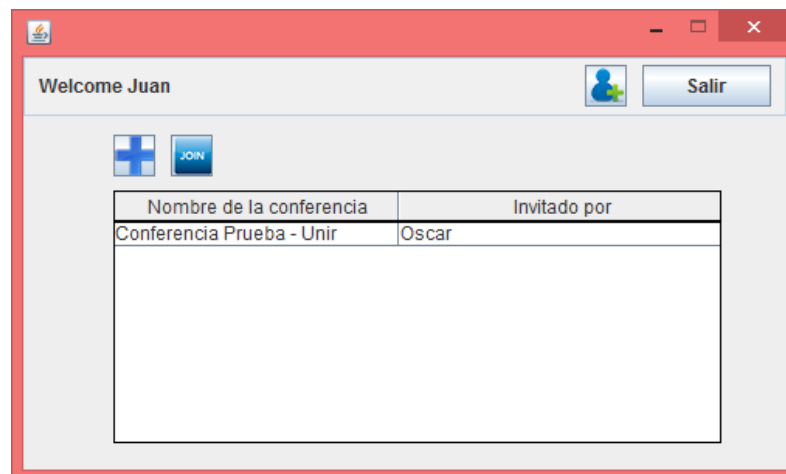 Welcome Juan
Salir
JOIN
Nombre de la conferencia Invitado por
Conferencia Prueba - Unir Oscar